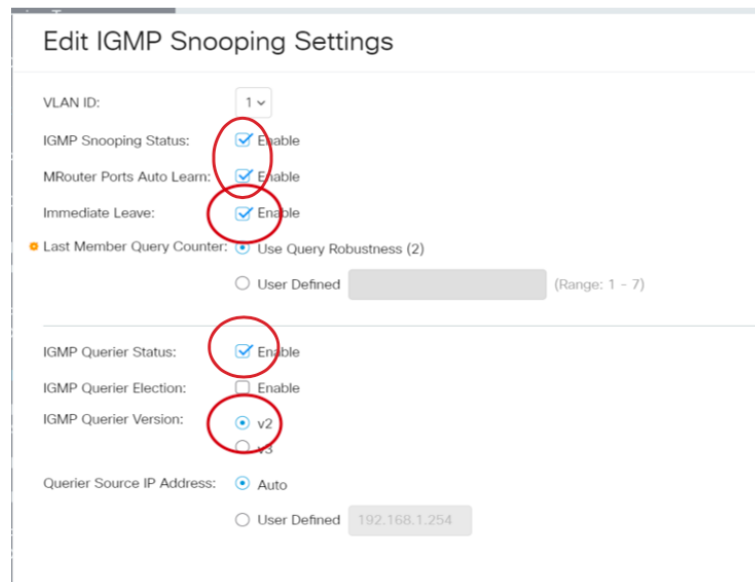 Edit IGMP Snooping Settings
VLAN ID: 1
IGMP Snooping Status: Enable
MRouter Ports Auto Learn: Enable
Immediate Leave: Enable
Last Member Query Counter: Use Query Robustness (2)
User Defined (Range: 1 - 7)
IGMP Querier Status: Enable
IGMP Querier Election: Enable
IGMP Querier Version: v2
v3
Querier Source IP Address: Auto
User Defined 192.168.1.254